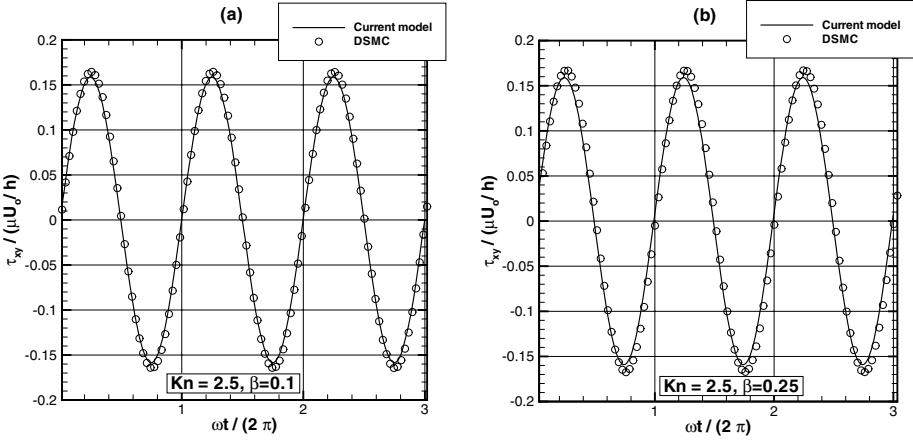 (a)
Current model
DSMC
0.2
0.15
0.1
0.05
0
-0.05
-0.1
-0.15
-0.2
τxy / (μUo / h)
Kn = 2.5, β=0.1
1
2
3
ωt / (2 π)
(b)
Current model
DSMC
0.2
0.15
0.1
0.05
0
-0.05
-0.1
-0.15
-0.2
τxy / (μUo / h)
Kn = 2.5, β=0.25
1
2
3
ωt / (2 π)